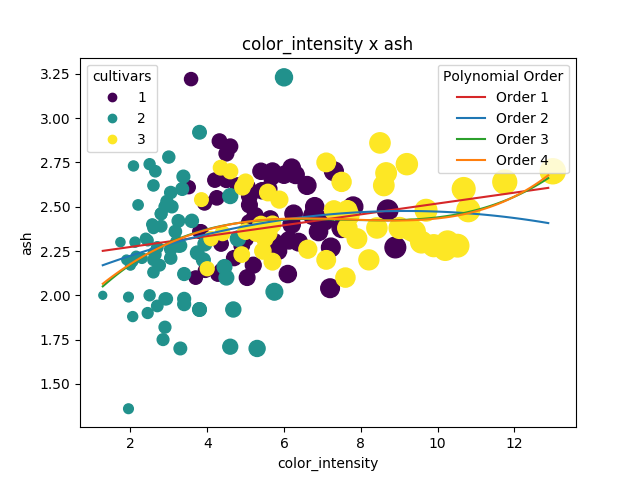 color_intensity x ash
cultivars
1
2
3
Polynomial Order
Order 1
Order 2
Order 3
Order 4
3.25
3.00
2.75
2.50
2.25
2.00
1.75
1.50
ash
2
4
6
8
10
12
color_intensity